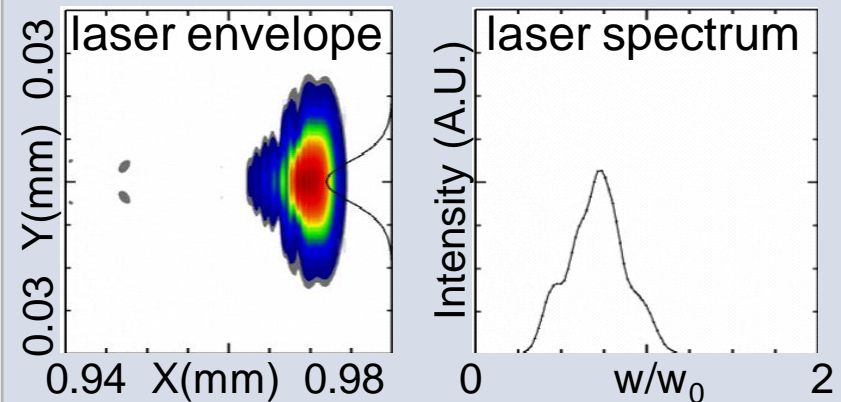 laser envelope
0.03 Y(mm) 0.03
0.94 X(mm) 0.98
laser spectrum
Intensity (A.U.)
0 w/w₀ 2